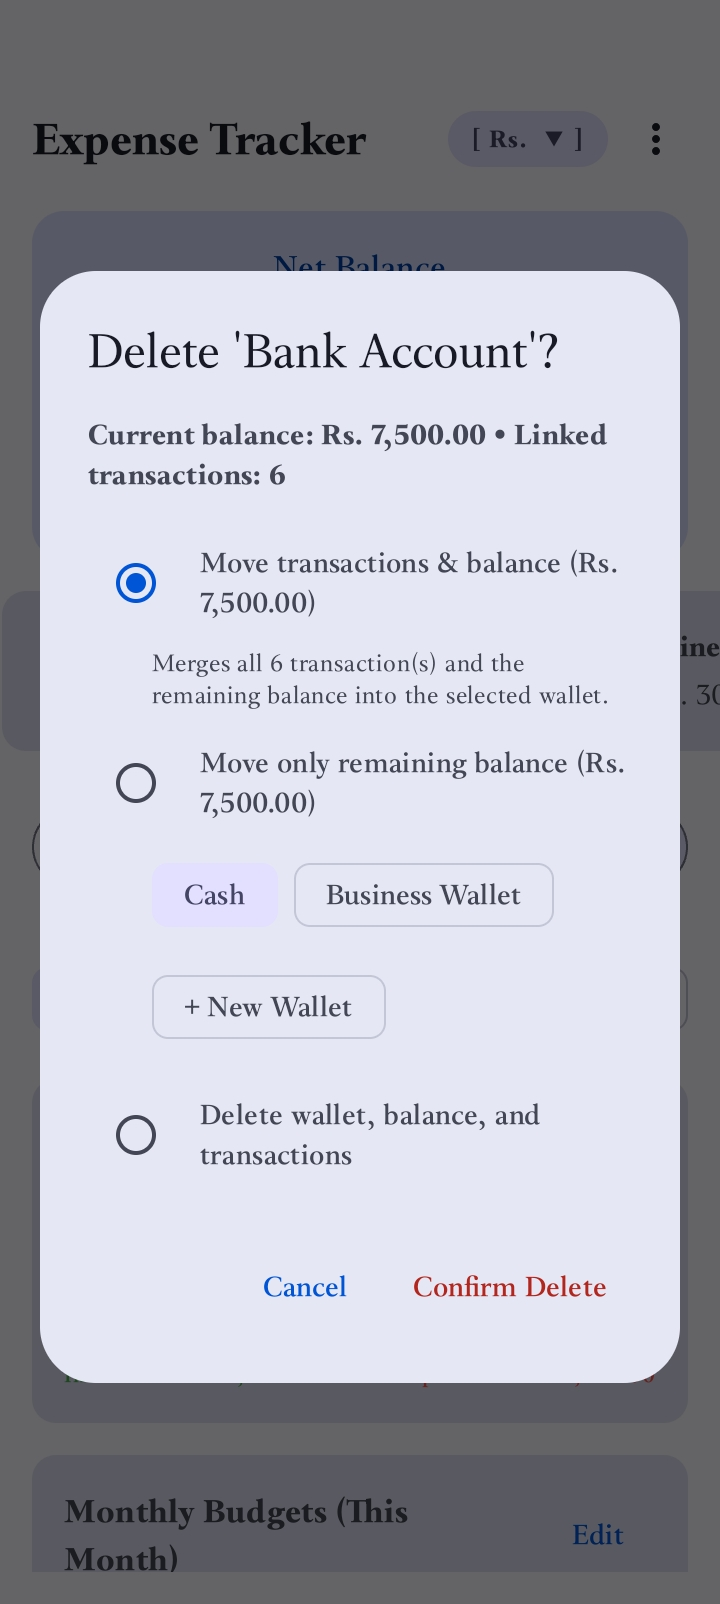 Expense Tracker
[ Rs. ▼ ]
Net Balance
Delete 'Bank Account'?
Current balance: Rs. 7,500.00 • Linked
transactions: 6
Move transactions & balance (Rs.
7,500.00)
Merges all 6 transaction(s) and the
remaining balance into the selected wallet.
Move only remaining balance (Rs.
7,500.00)
Cash
Business Wallet
+ New Wallet
Delete wallet, balance, and
transactions
Cancel
Confirm Delete
Monthly Budgets (This
Month)
Edit